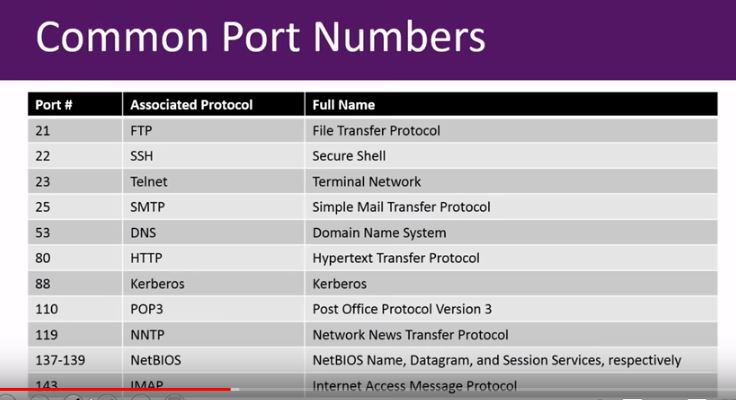 Common Port Numbers
Port # Associated Protocol Full Name
21 FTP File Transfer Protocol
22 SSH Secure Shell
23 Telnet Terminal Network
25 SMTP Simple Mail Transfer Protocol
53 DNS Domain Name System
80 HTTP Hypertext Transfer Protocol
88 Kerberos Kerberos
110 POP3 Post Office Protocol Version 3
119 NNTP Network News Transfer Protocol
137-139 NetBIOS NetBIOS Name, Datagram, and Session Services, respectively
143 IMAP Internet Access Message Protocol